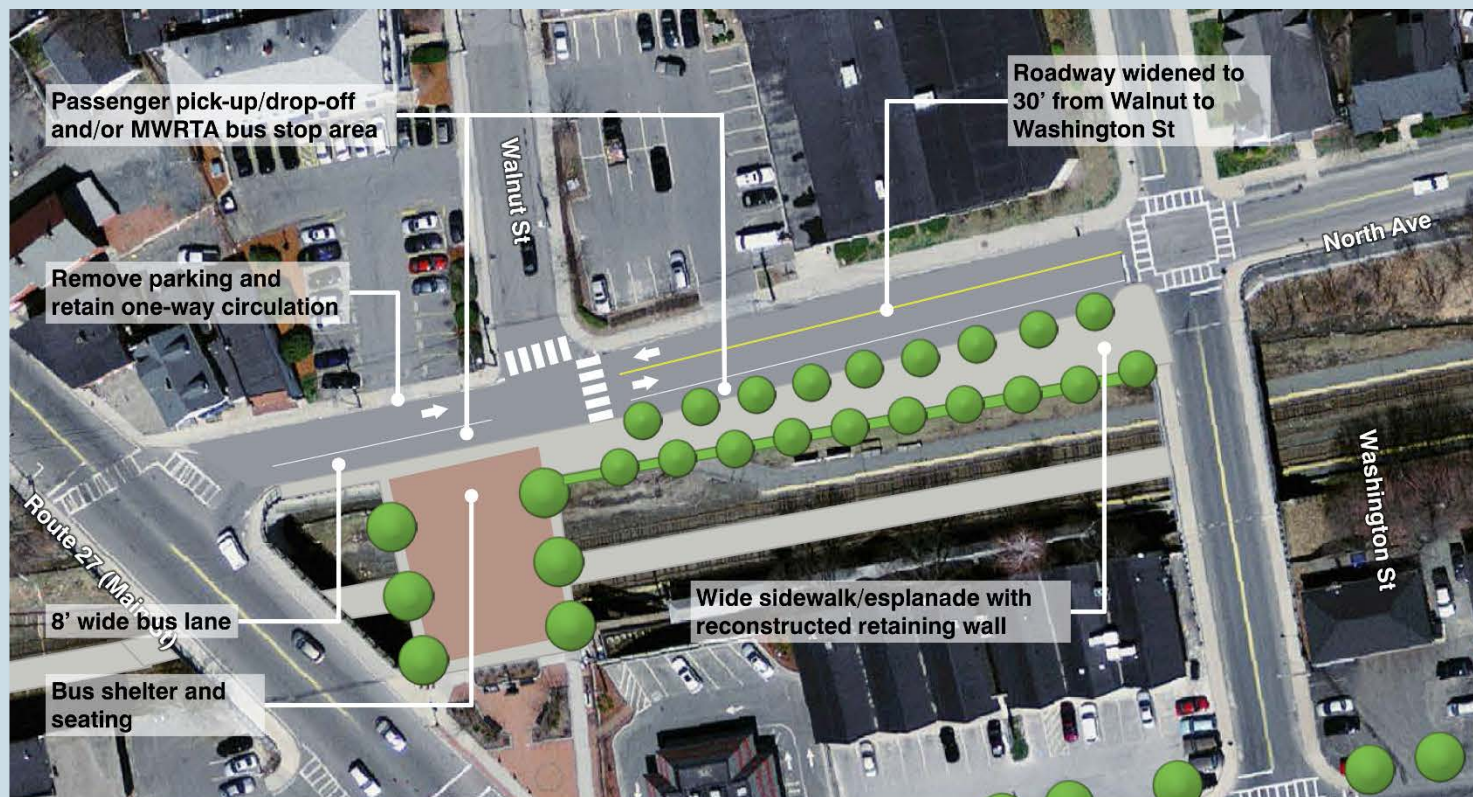 Passenger pick-up/drop-off
and/or MWRTA bus stop area
Roadway widened to
30' from Walnut to
Washington St
Walnut St
North Ave
Remove parking and
retain one-way circulation
Route 27 (Main St)
Washington St
8' wide bus lane
Wide sidewalk/esplanade with
reconstructed retaining wall
Bus shelter and
seating